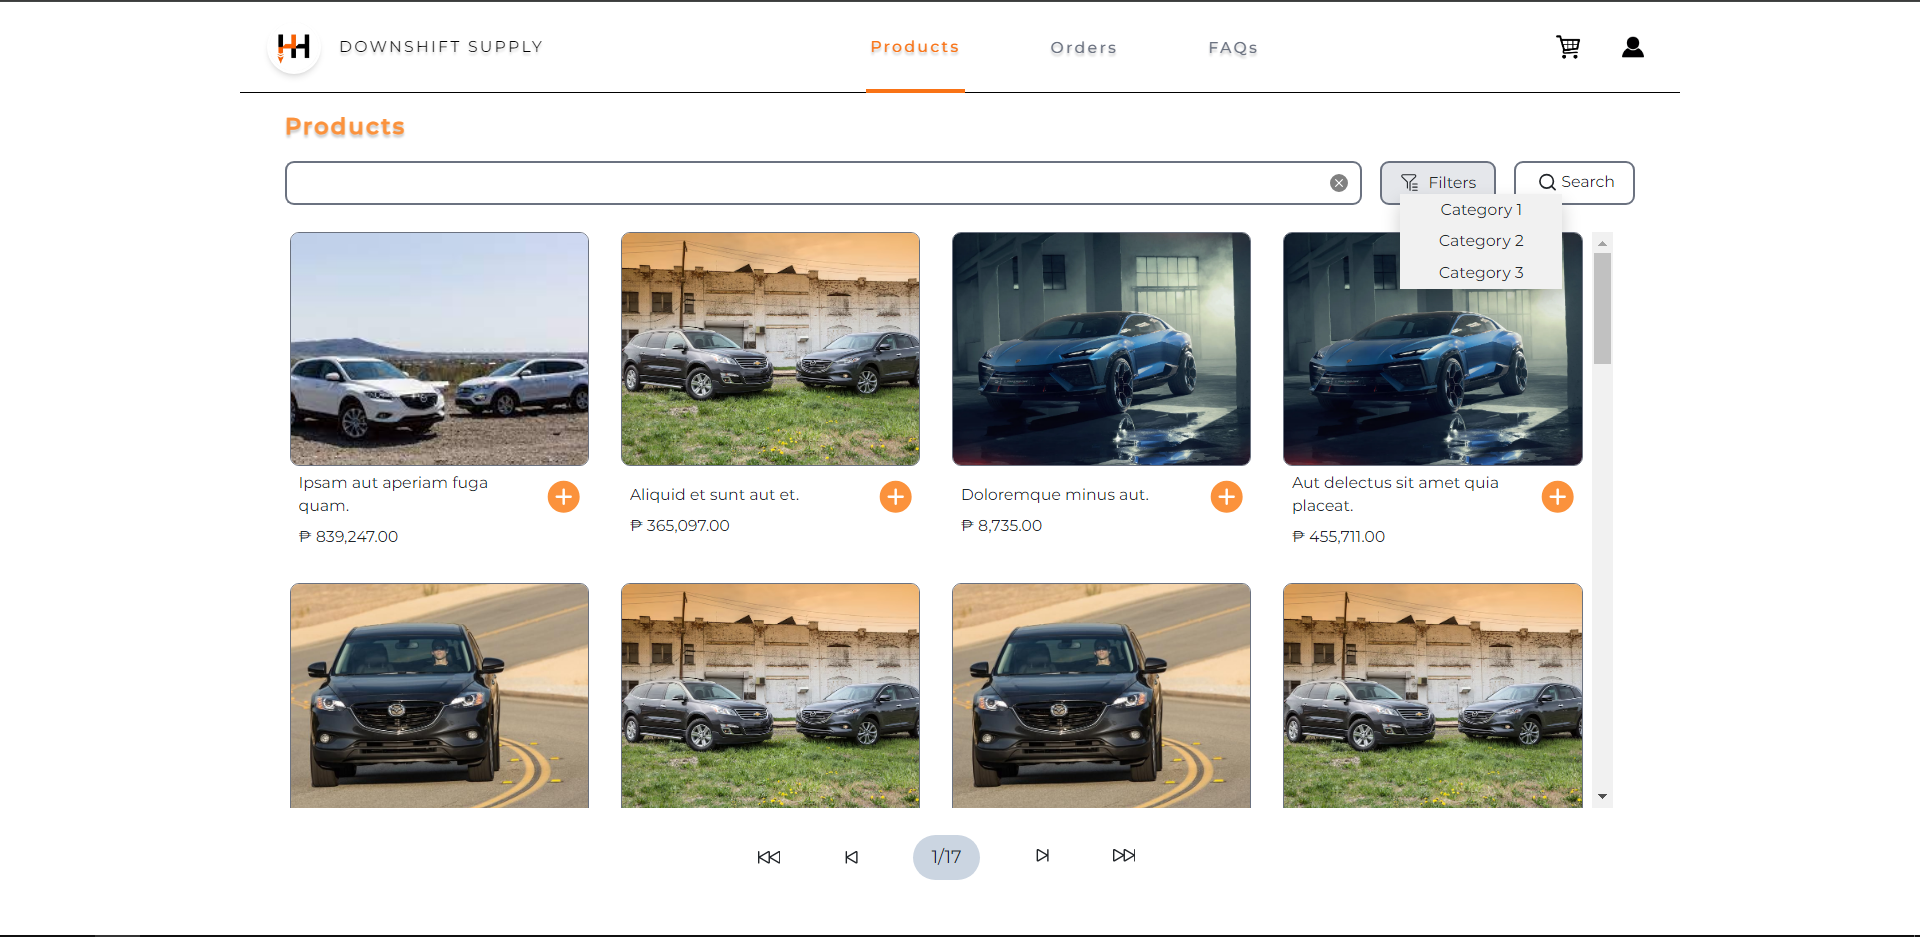 DOWNSHIFT SUPPLY
Products
Orders
FAQs
Products
Filters
Search
Category 1
Category 2
Category 3
Ipsam aut aperiam fuga
quam.
₱ 839,247.00
Aliquid et sunt aut et.
₱ 365,097.00
Doloremque minus aut.
₱ 8,735.00
Aut delectus sit amet quia
placeat.
₱ 455,711.00
1/17